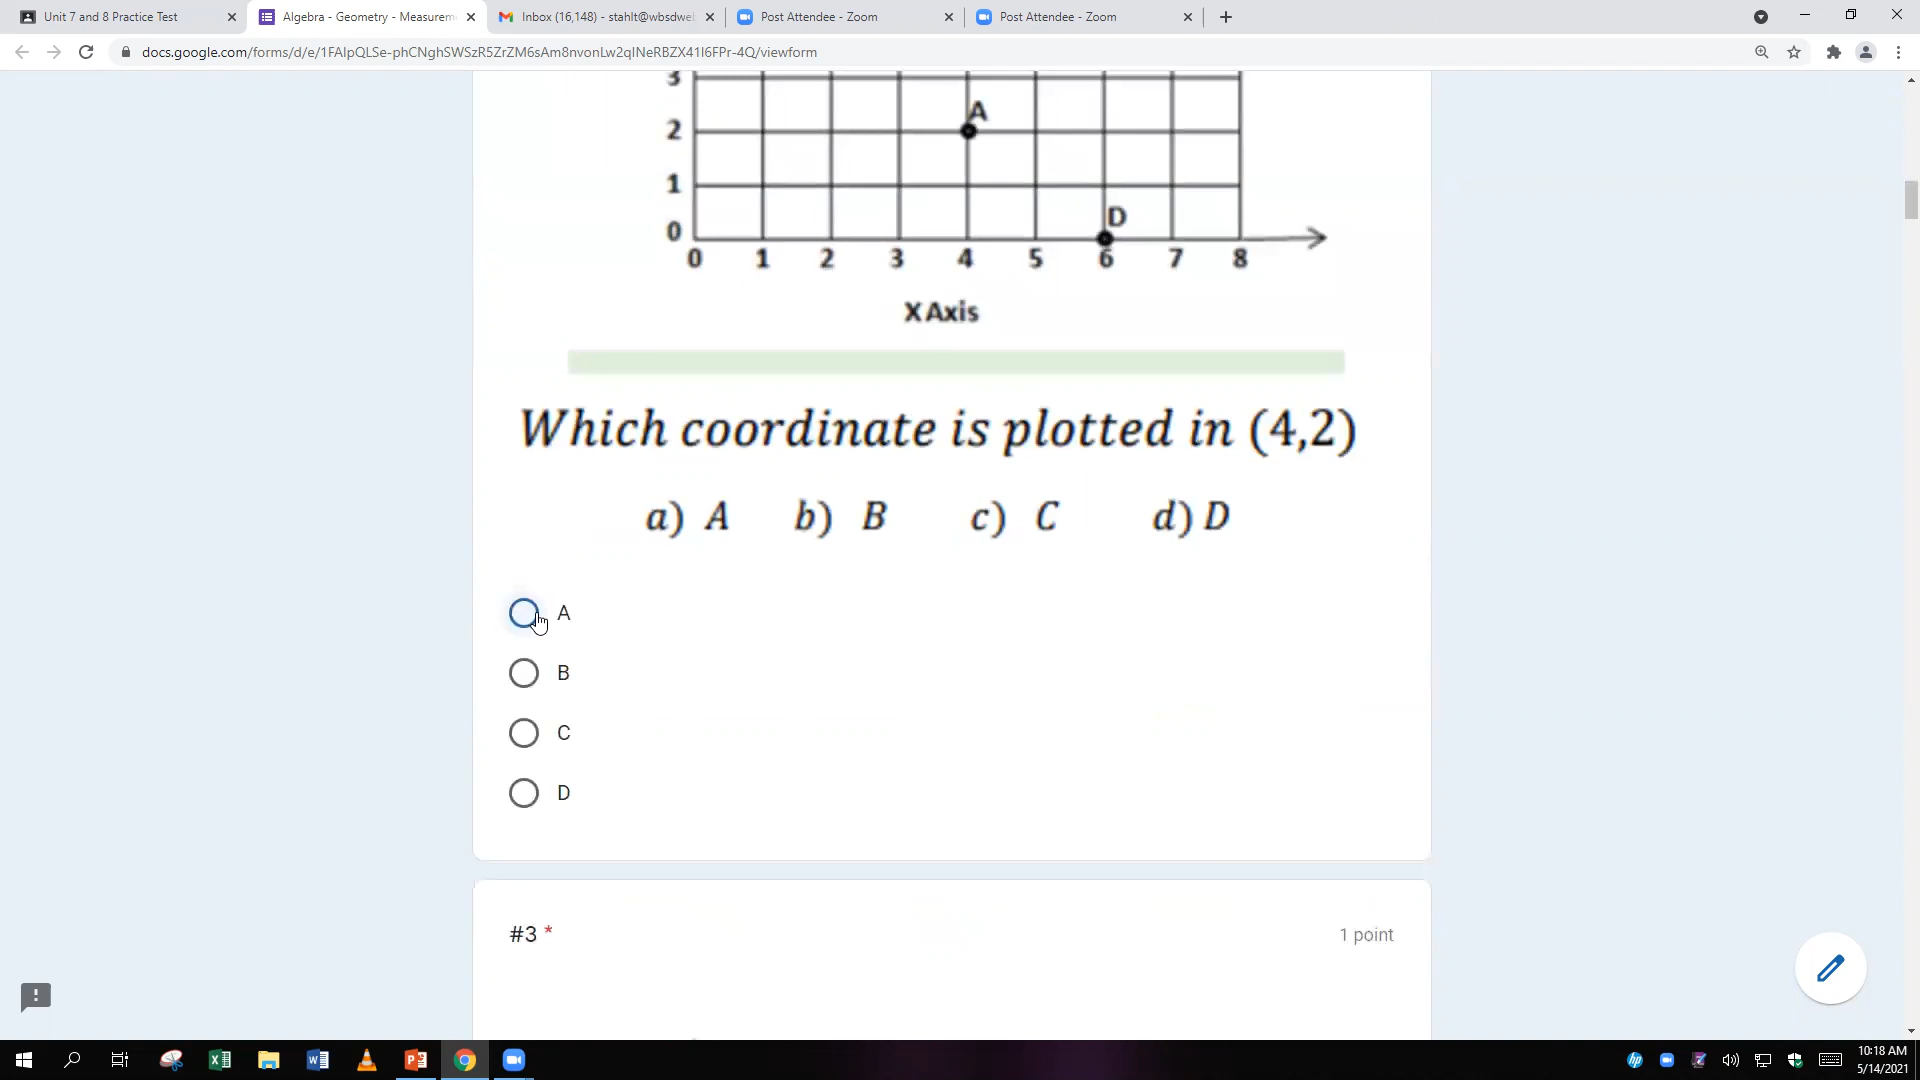 Unit 7 and 8 Practice Test
Algebra - Geometry - Measurem
Inbox (16,148) - stahlt@wbsdwe
Post Attendee - Zoom
Post Attendee - Zoom
docs.google.com/forms/d/e/1FAIpQLSe-phCNghSWSzR5ZrZM6sAm8nvonLw2qINeRBZX41I6FPr-4Q/viewform
3
A
2
1
D
0
0 1 2 3 4 5 6 7 8
X Axis
Which coordinate is plotted in (4,2)
a) A b) B c) C d) D
A
B
C
D
#3 *
1 point
10:18 AM
5/14/2021